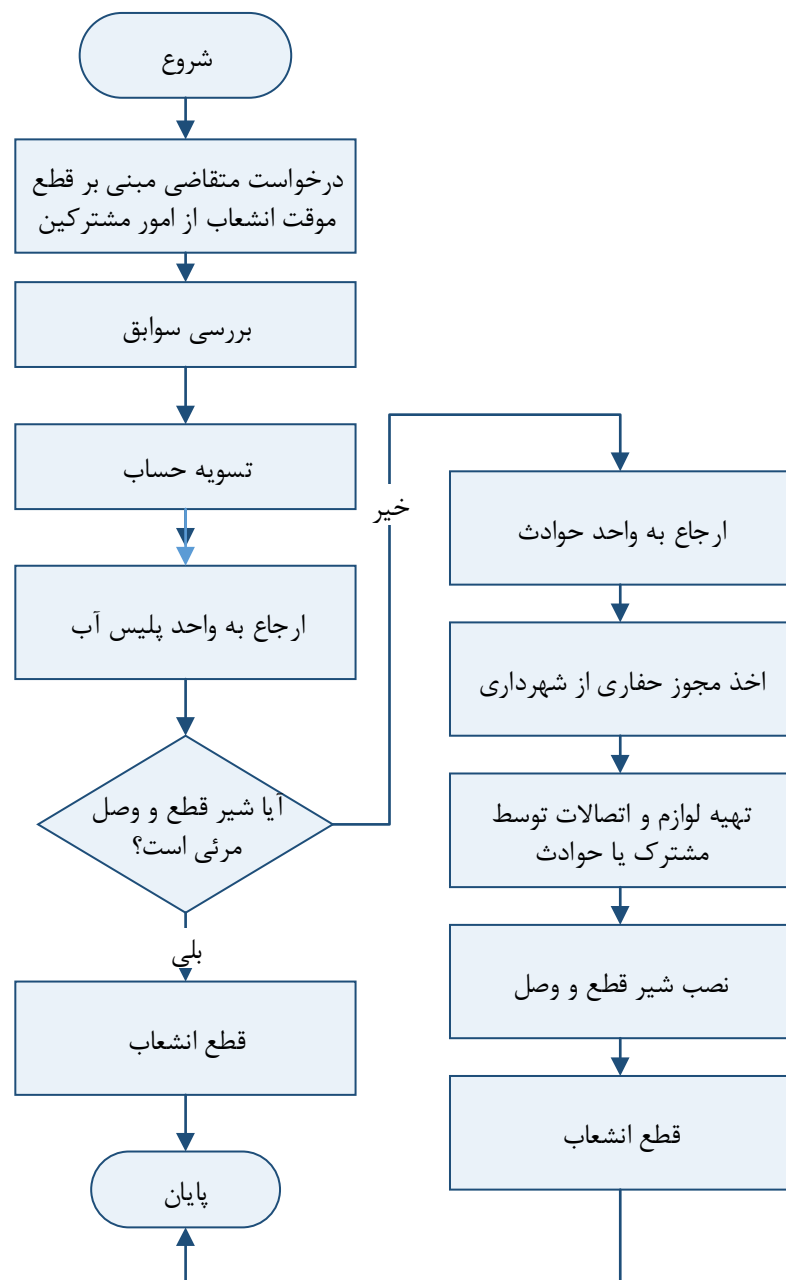 شروع
درخواست متقاضی مبنی بر قطع
موقت انشعاب از امور مشترکین
بررسی سوابق
تسویه حساب
ارجاع به واحد پلیس آب
آیا شیر قطع و وصل
مرئی است؟
بلی
قطع انشعاب
پایان
خیر
ارجاع به واحد حوادث
اخذ مجوز حفاری از شهرداری
تهیه لوازم و اتصالات توسط
مشترک یا حوادث
نصب شیر قطع و وصل
قطع انشعاب